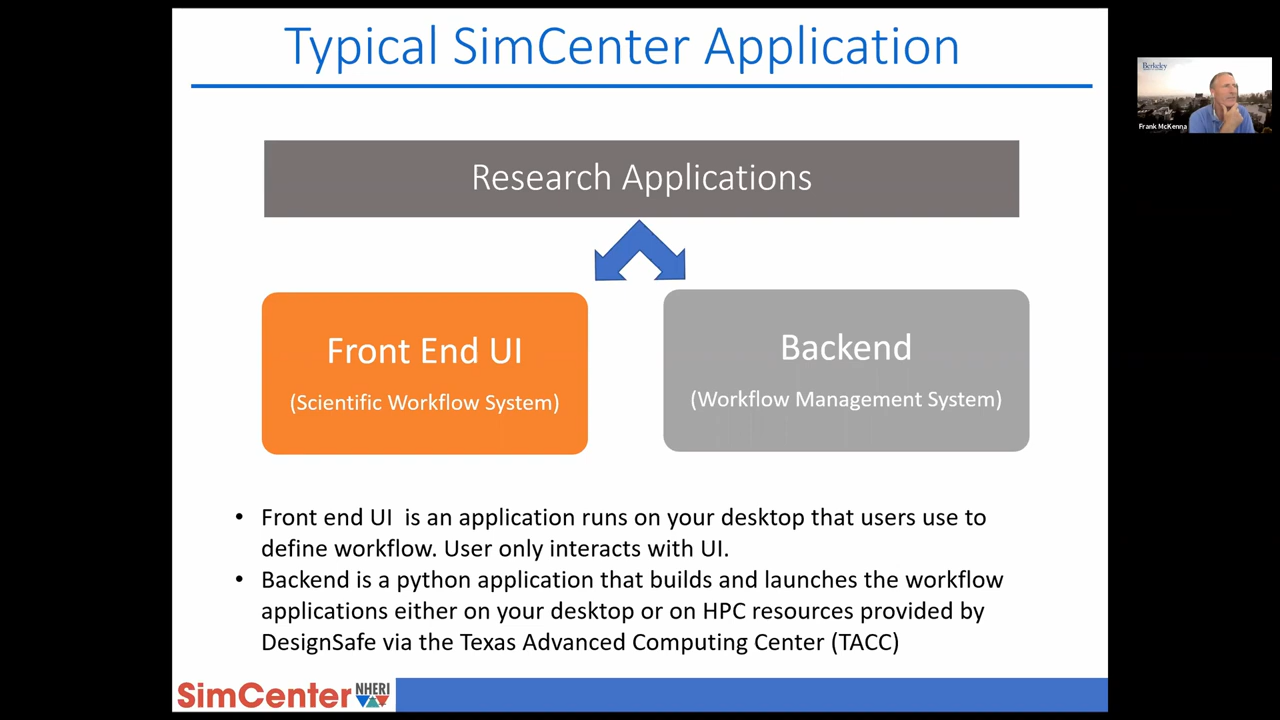 Typical SimCenter Application
Berkeley
Frank McKenna
Research Applications
Front End UI
(Scientific Workflow System)
Backend
(Workflow Management System)
• Front end UI is an application runs on your desktop that users use to
define workflow. User only interacts with UI.
• Backend is a python application that builds and launches the workflow
applications either on your desktop or on HPC resources provided by
DesignSafe via the Texas Advanced Computing Center (TACC)
SimCenter NHERI